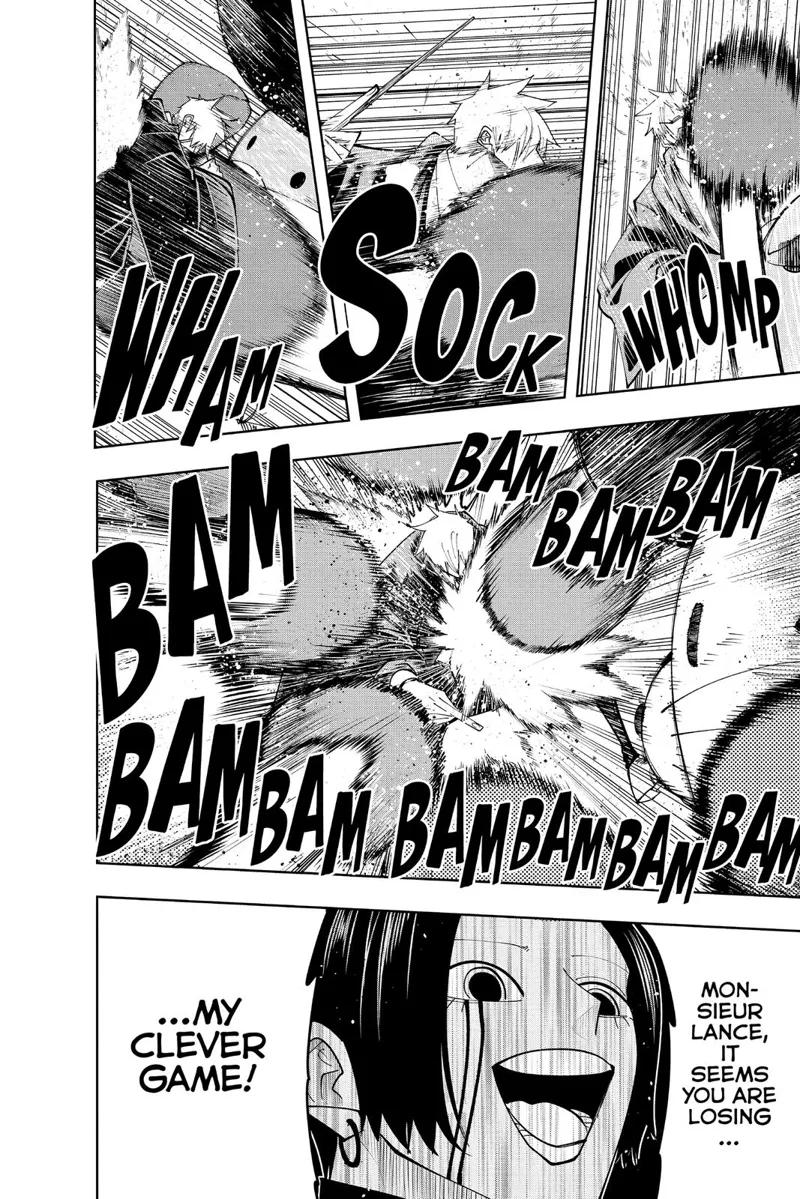 WHOMP
SOCK
WHAM
BAM
BAM
BAM
BAM
BAM
BAM
BAM
BAM
BAM
BAM
BAM
MON-
SIEUR
LANCE,
IT
SEEMS
YOU ARE
LOSING
...
...MY
CLEVER
GAME!